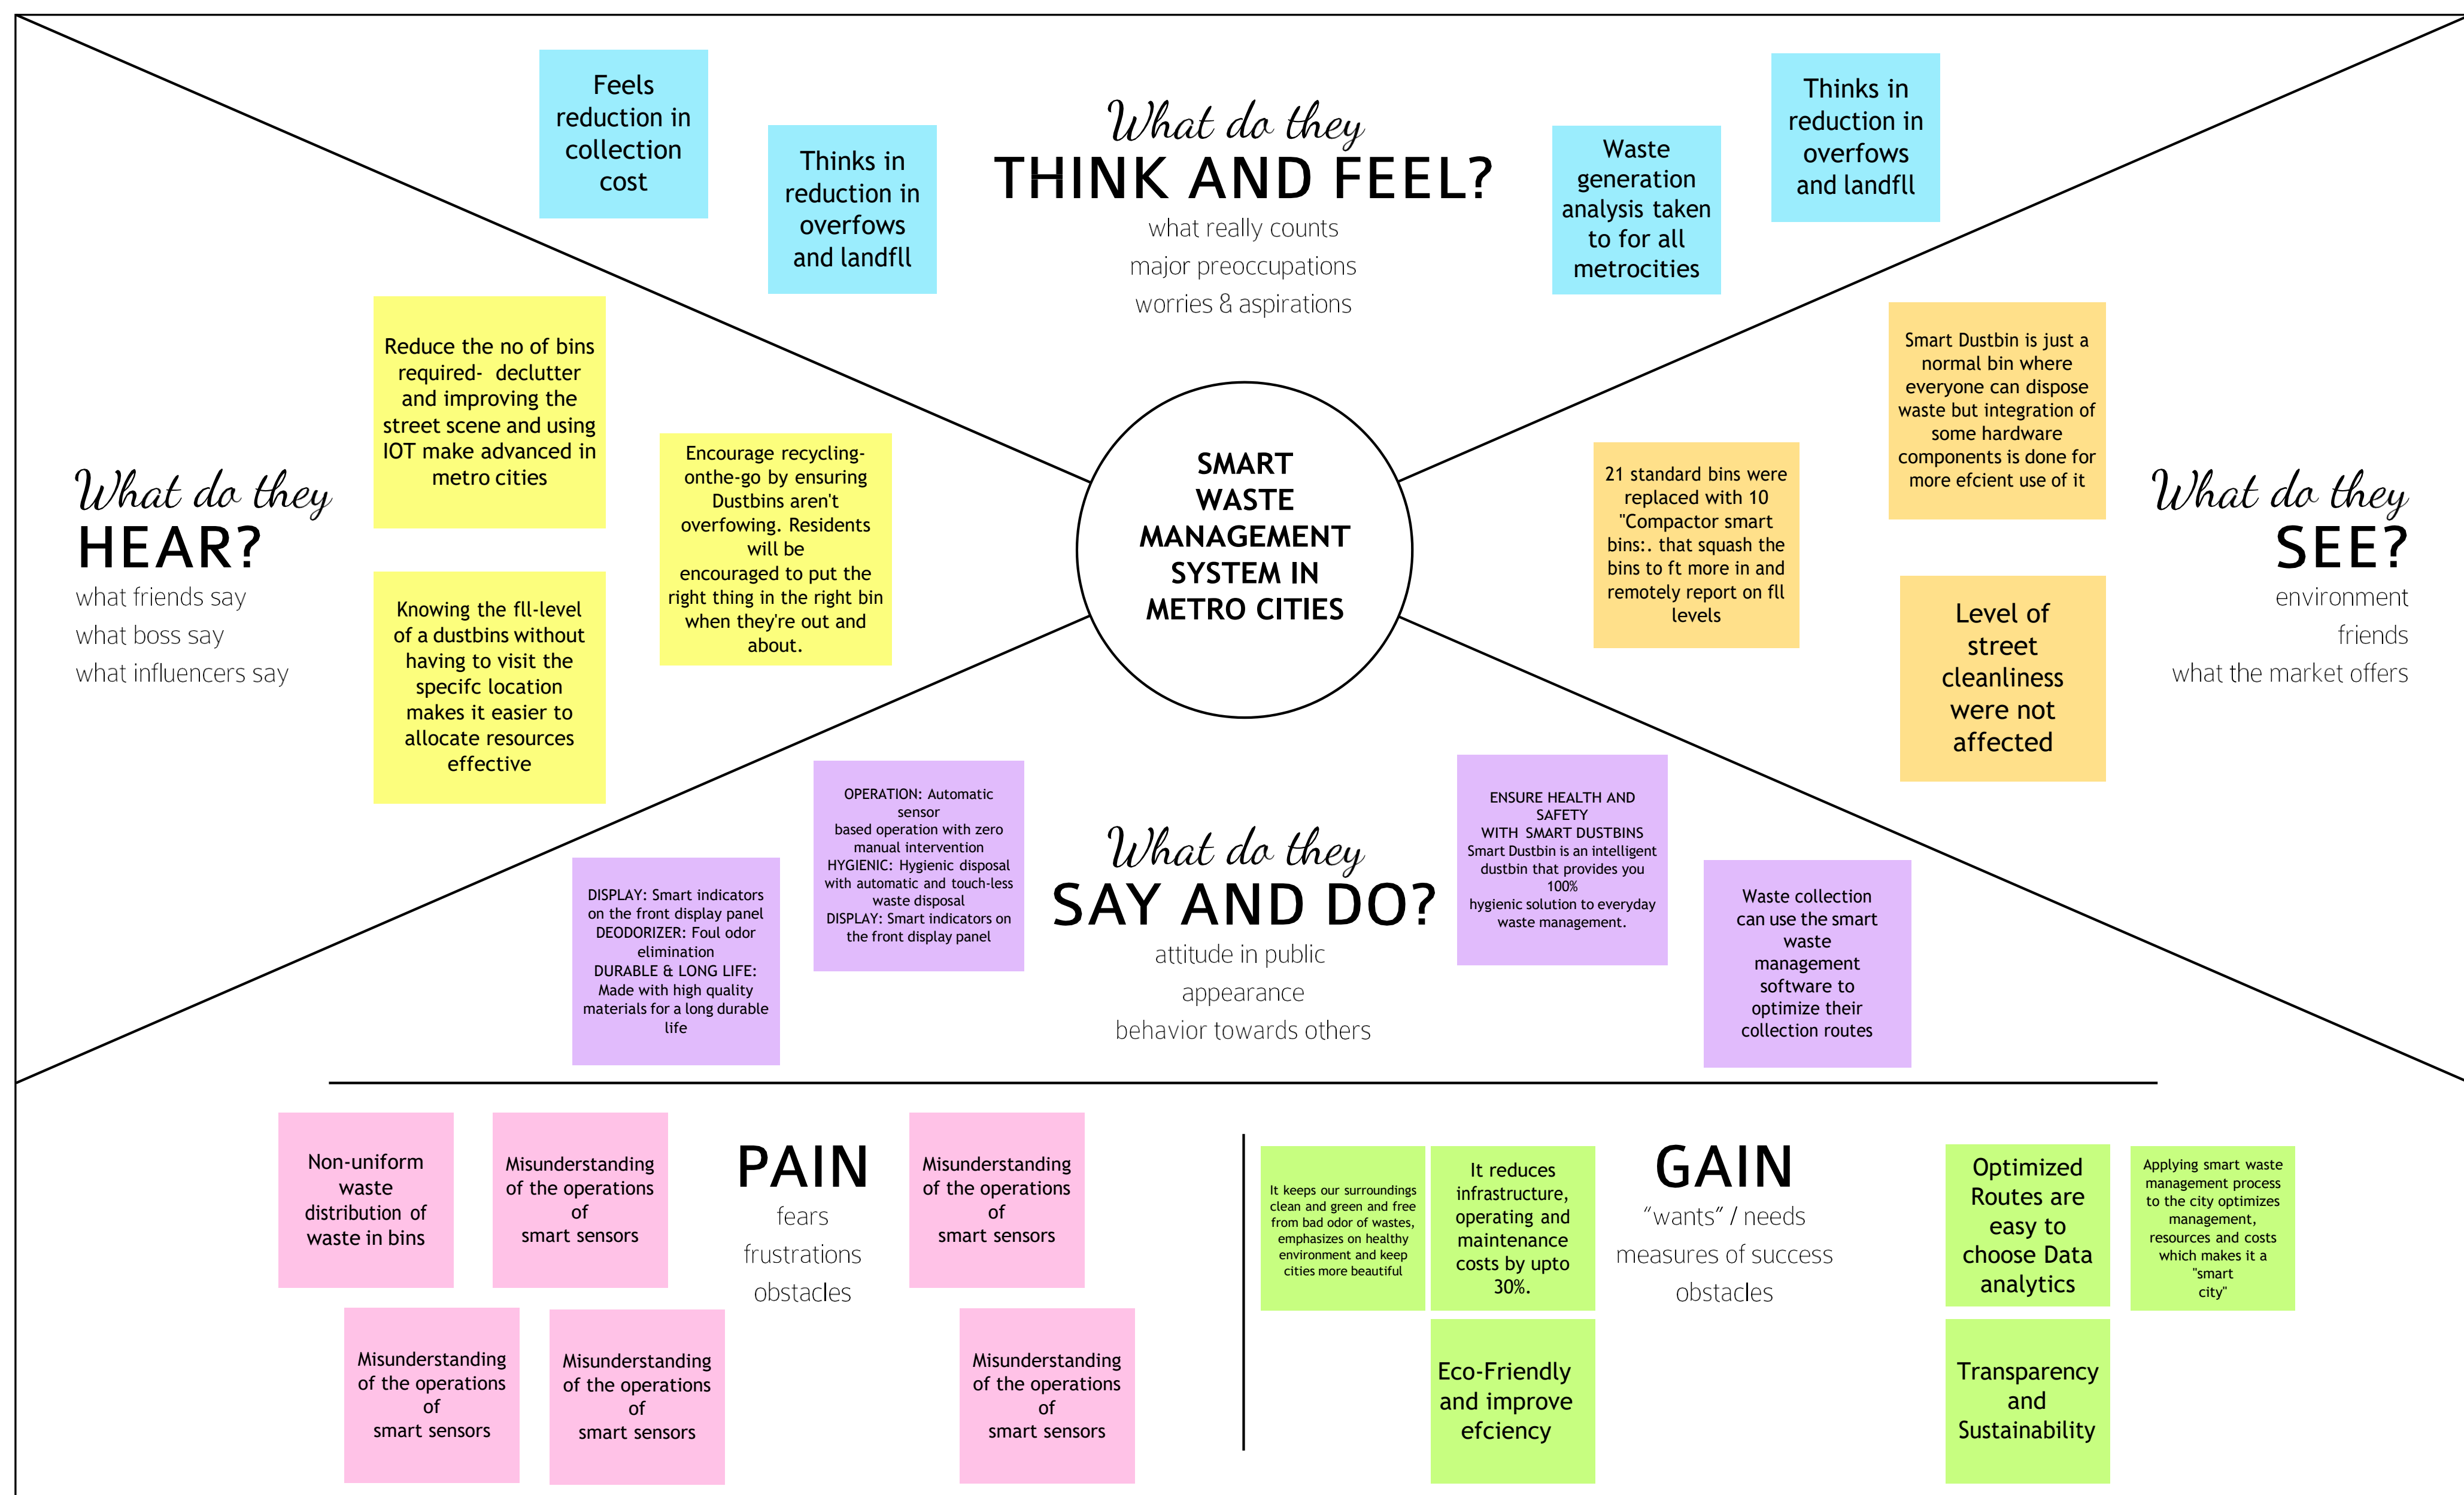 Feels
reduction in
collection
cost
Thinks in
reduction in
overfows
and landfll
What do they
THINK AND FEEL?
what really counts
major preoccupations
worries & aspirations
Waste
generation
analysis taken
to for all
metrocities
Thinks in
reduction in
overfows
and landfll
What do they
HEAR?
what friends say
what boss say
what influencers say
Reduce the no of bins
required-  declutter
and improving the
street scene and using
IOT make advanced in
metro cities
Encourage recycling-
onthe-go by ensuring
Dustbins aren't
overfowing. Residents
will be
encouraged to put the
right thing in the right bin
when they're out and
about.
Knowing the fll-level
of a dustbins without
having to visit the
specifc location
makes it easier to
allocate resources
effective
SMART
WASTE
MANAGEMENT
SYSTEM IN
METRO CITIES
21 standard bins were
replaced with 10
"Compactor smart
bins:. that squash the
bins to ft more in and
remotely report on fll
levels
Smart Dustbin is just a
normal bin where
everyone can dispose
waste but integration of
some hardware
components is done for
more efcient use of it
Level of
street
cleanliness
were not
affected
What do they
SEE?
environment
friends
what the market offers
DISPLAY: Smart indicators
on the front display panel
DEODORIZER: Foul odor
elimination
DURABLE & LONG LIFE:
Made with high quality
materials for a long durable
life
OPERATION: Automatic
sensor
based operation with zero
manual intervention
HYGIENIC: Hygienic disposal
with automatic and touch-less
waste disposal
DISPLAY: Smart indicators on
the front display panel
What do they
SAY AND DO?
attitude in public
appearance
behavior towards others
ENSURE HEALTH AND
SAFETY
WITH SMART DUSTBINS
Smart Dustbin is an intelligent
dustbin that provides you
100%
hygienic solution to everyday
waste management.
Waste collection
can use the smart
waste
management
software to
optimize their
collection routes
Non-uniform
waste
distribution of
waste in bins
Misunderstanding
of the operations
of
smart sensors
PAIN
fears
frustrations
obstacles
Misunderstanding
of the operations
of
smart sensors
Misunderstanding
of the operations
of
smart sensors
Misunderstanding
of the operations
of
smart sensors
Misunderstanding
of the operations
of
smart sensors
It keeps our surroundings
clean and green and free
from bad odor of wastes,
emphasizes on healthy
environment and keep
cities more beautiful
It reduces
infrastructure,
operating and
maintenance
costs by upto
30%.
GAIN
"wants" / needs
measures of success
obstacles
Optimized
Routes are
easy to
choose Data
analytics
Applying smart waste
management process
to the city optimizes
management,
resources and costs
which makes it a
"smart
city"
Eco-Friendly
and improve
efciency
Transparency
and
Sustainability